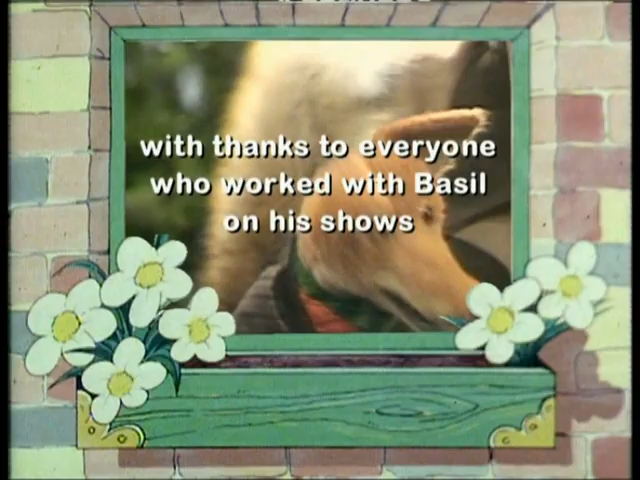 with thanks to everyone
who worked with Basil
on his shows